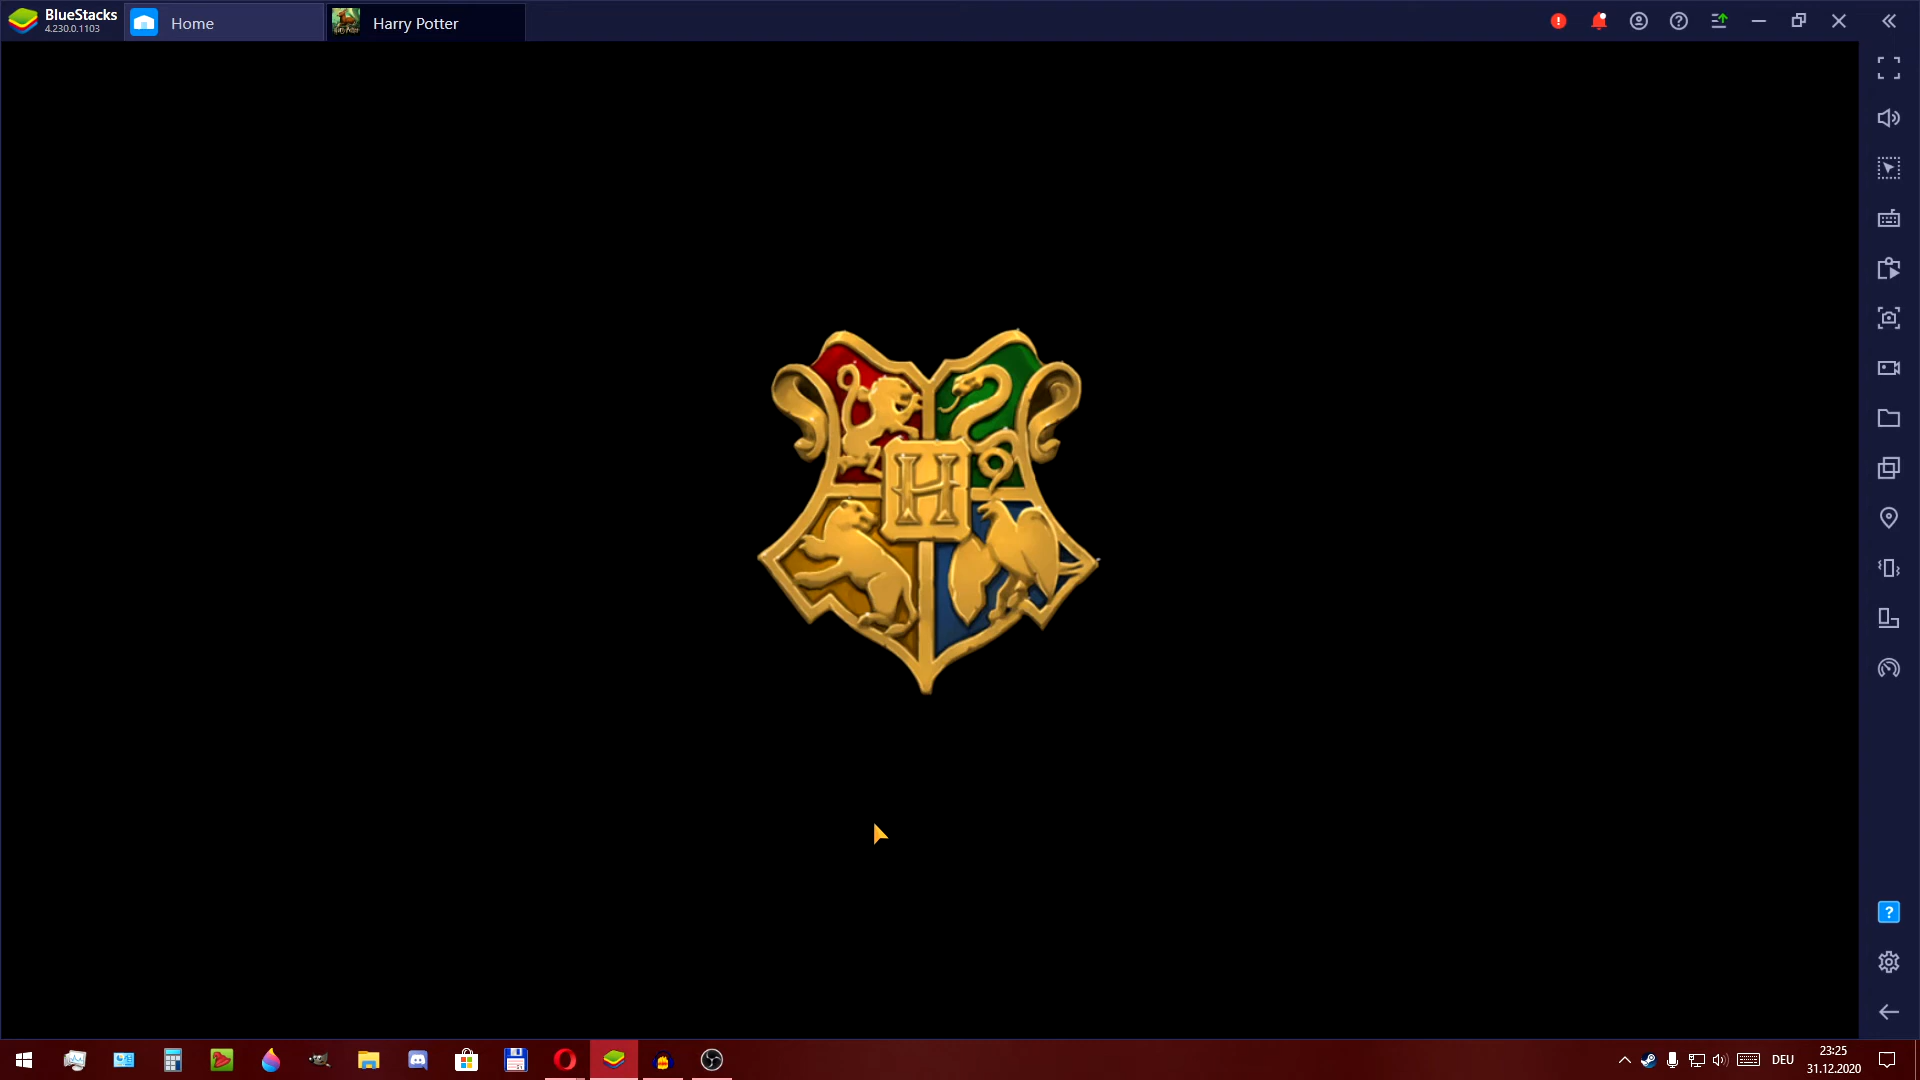 BlueStacks
4.230.0.1103
Home
Harry Potter
H
DEU
23:25
31.12.2020